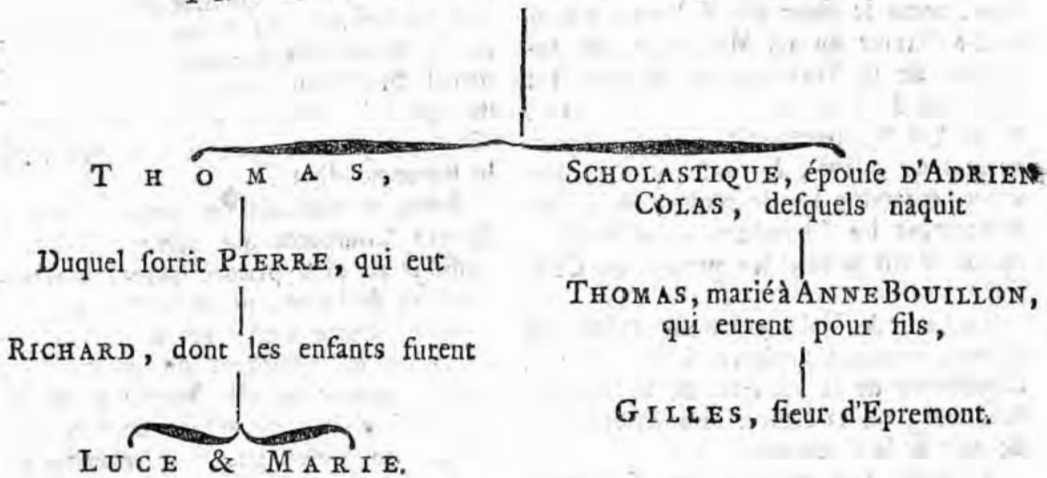 THOMAS,
Duquel ſortit PIERRE, qui eut
RICHARD, dont les enfants furent
LUCE & MARIE.
SCHOLASTIQUE, épouſe D'ADRIEN
COLAS, deſquels naquit
THOMAS, marié à ANNE BOUILLON,
qui eurent pour fils,
GILLES, ſieur d'Epremont.